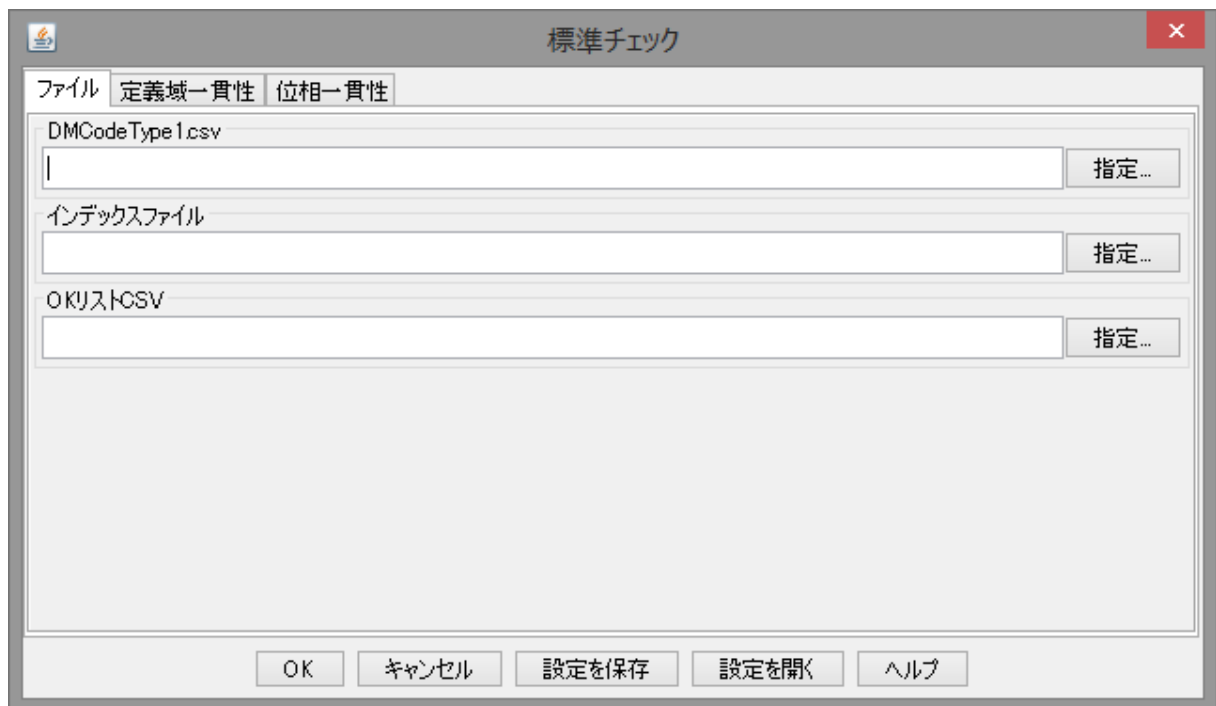 標準チェック
ファイル 定義域一貫性 位相一貫性
DMCodeType1.csv
指定...
インデックスファイル
指定...
OKリストCSV
指定...
OK キャンセル 設定を保存 設定を開く ヘルプ